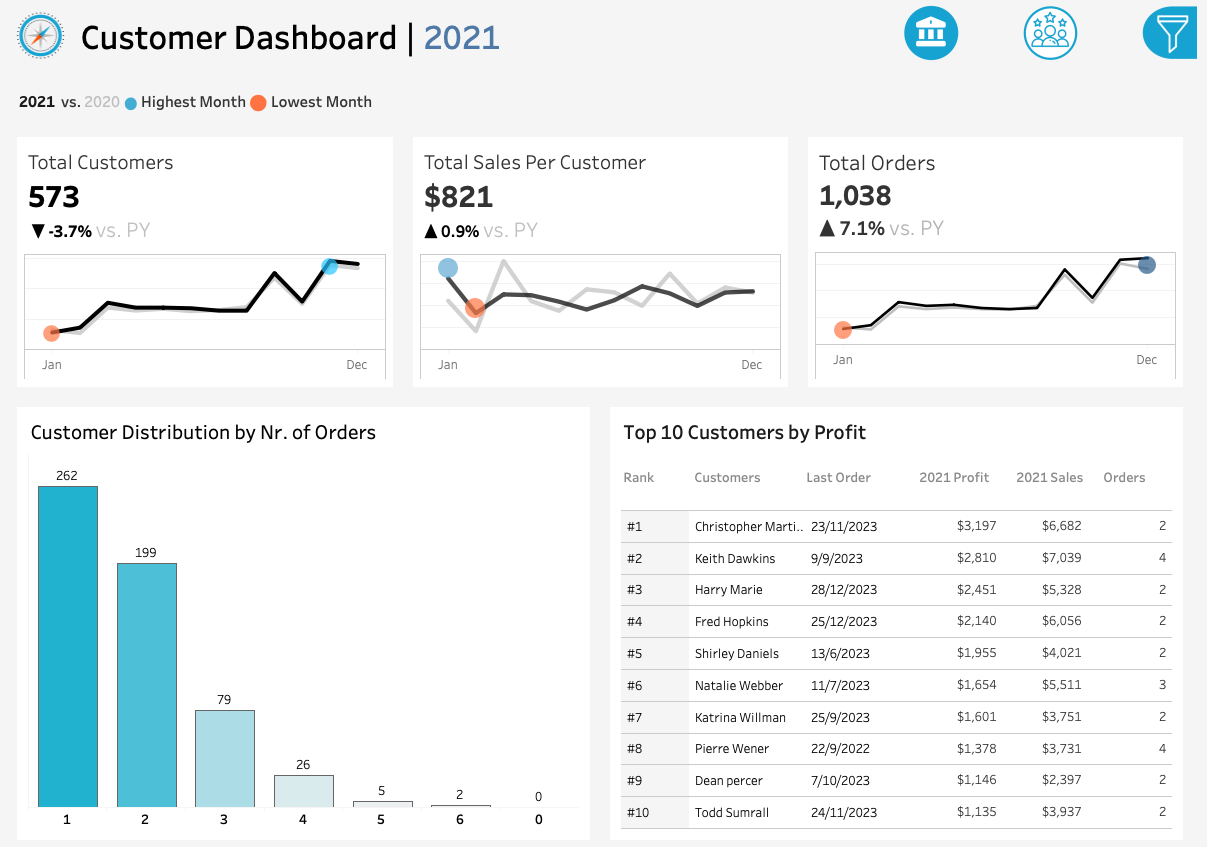 Customer Dashboard | 2021
2021 vs. 2020 Highest Month Lowest Month
Total Customers
573
▼ -3.7% vs. PY
Jan Dec
Total Sales Per Customer
$821
▲ 0.9% vs. PY
Jan Dec
Total Orders
1,038
▲ 7.1% vs. PY
Jan Dec
Customer Distribution by Nr. of Orders
262
199
79
26
5
2
0
1 2 3 4 5 6 0
Top 10 Customers by Profit
Rank Customers Last Order 2021 Profit 2021 Sales Orders
#1 Christopher Marti.. 23/11/2023 $3,197 $6,682 2
#2 Keith Dawkins 9/9/2023 $2,810 $7,039 4
#3 Harry Marie 28/12/2023 $2,451 $5,328 2
#4 Fred Hopkins 25/12/2023 $2,140 $6,056 2
#5 Shirley Daniels 13/6/2023 $1,955 $4,021 2
#6 Natalie Webber 11/7/2023 $1,654 $5,511 3
#7 Katrina Willman 25/9/2023 $1,601 $3,751 2
#8 Pierre Wener 22/9/2022 $1,378 $3,731 4
#9 Dean percer 7/10/2023 $1,146 $2,397 2
#10 Todd Sumrall 24/11/2023 $1,135 $3,937 2